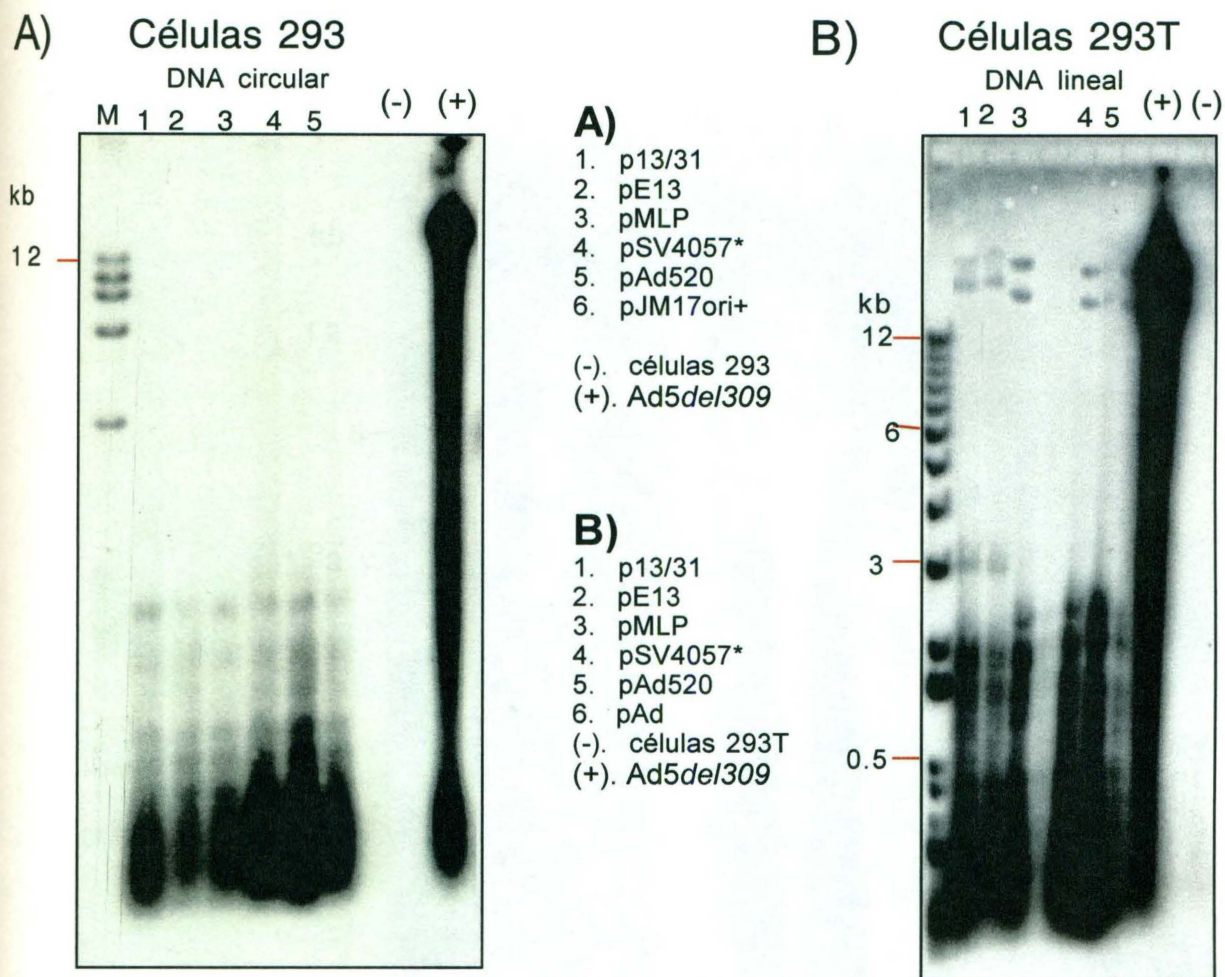 A)
Células 293
DNA circular
M 1 2 3 4 5 (-) (+)
kb
12
A)
1. p13/31
2. pE13
3. pMLP
4. pSV4057*
5. pAd520
6. pJM17ori+
(-). células 293
(+). Ad5del309
B)
1. p13/31
2. pE13
3. pMLP
4. pSV4057*
5. pAd520
6. pAd
(-). células 293T
(+). Ad5del309
B)
Células 293T
DNA lineal
1 2 3 4 5 (+) (-)
kb
12
6
3
0.5